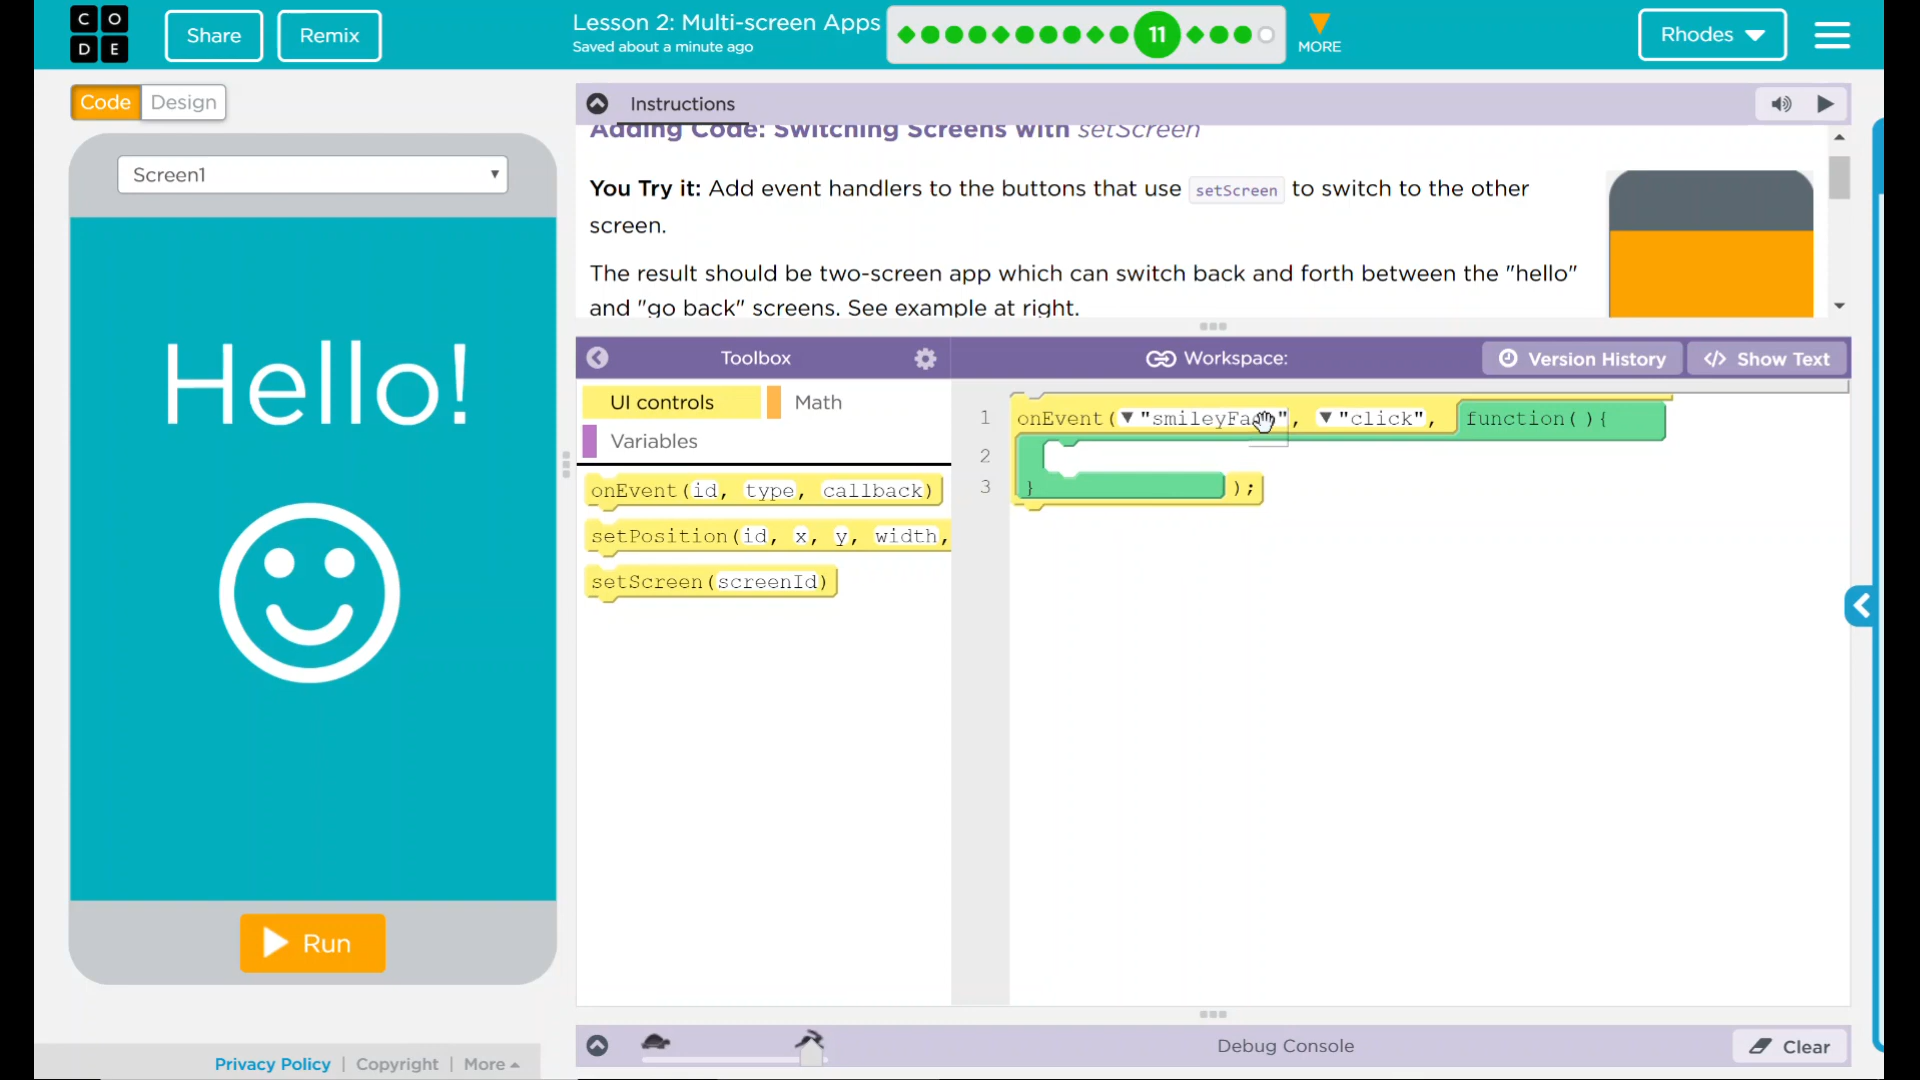 C O
D E
Share
Remix
Lesson 2: Multi-screen Apps
Saved about a minute ago
11
MORE
Rhodes
Code
Design
Instructions
Adding Code: Switching Screens with setScreen
Screen1
You Try it: Add event handlers to the buttons that use setScreen to switch to the other
screen.
The result should be two-screen app which can switch back and forth between the "hello"
and "go back" screens. See example at right.
Toolbox
Workspace:
Version History
</> Show Text
UI controls
Math
Variables
onEvent(id, type, callback)
setPosition(id, x, y, width,
setScreen(screenId)
1 onEvent(▼"smileyFa", ▼"click", function( ){
2
3 } );
Hello!
Run
Debug Console
Clear
Privacy Policy | Copyright | More